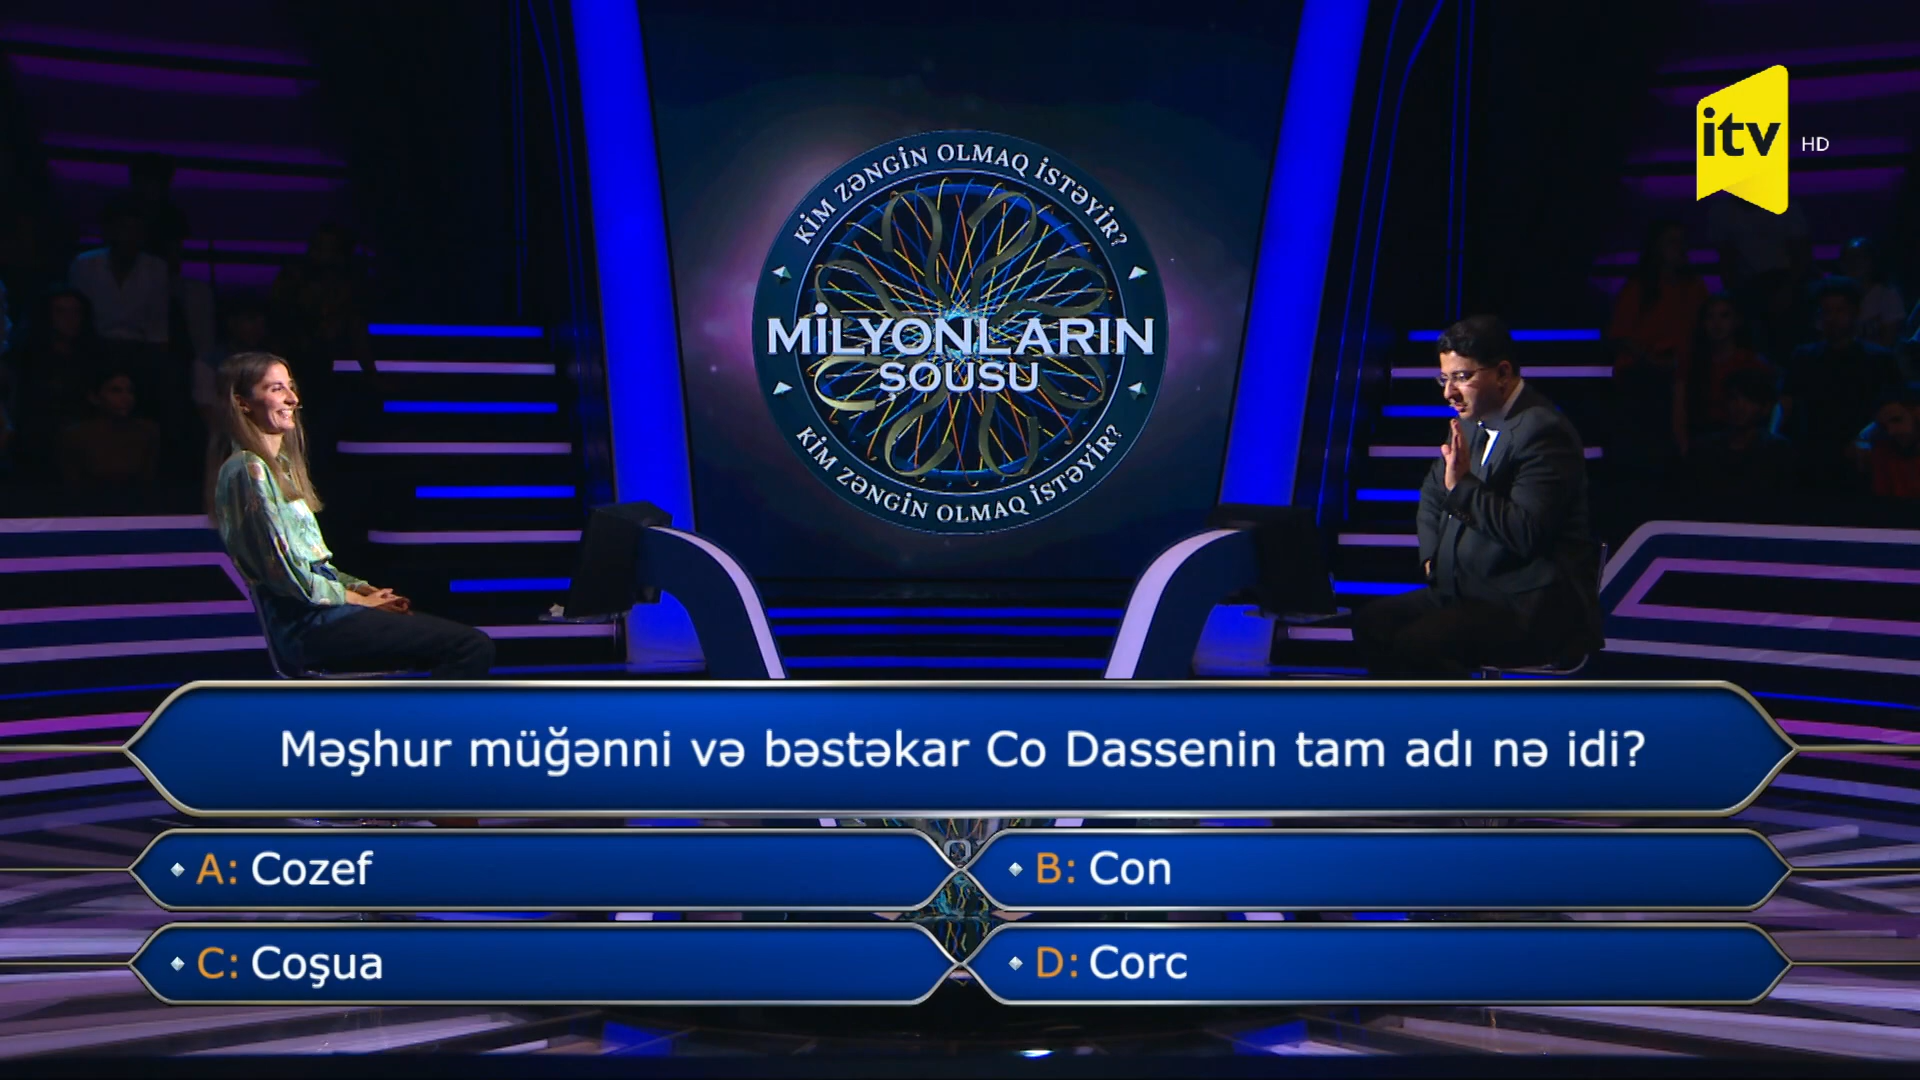 itv HD
KİM ZƏNGİN OLMAQ İSTƏYİR?
MİLYONLARIN
ŞOUSU
KİM ZƏNGİN OLMAQ İSTƏYİR?
Məşhur müğənni və bəstəkar Co Dassenin tam adı nə idi?
A: Cozef
B: Con
C: Coşua
D: Corc